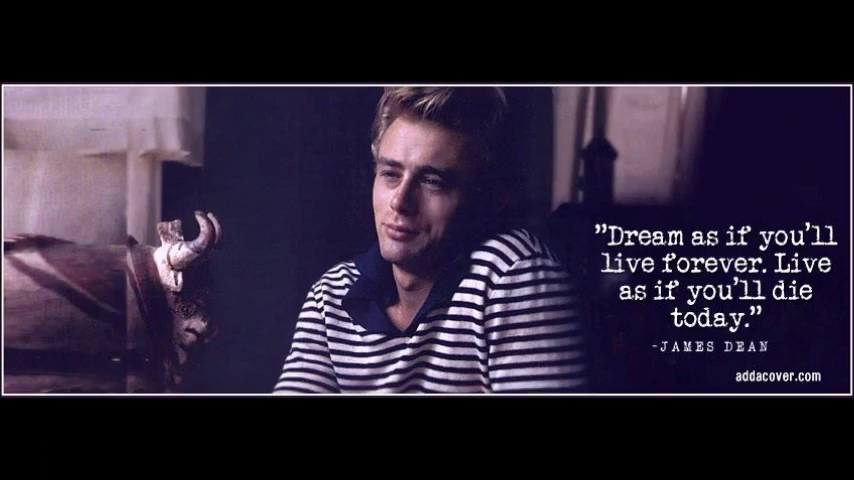 "Dream as if you'll
live forever. Live
as if you'll die
today."
-JAMES DEAN
addacover.com